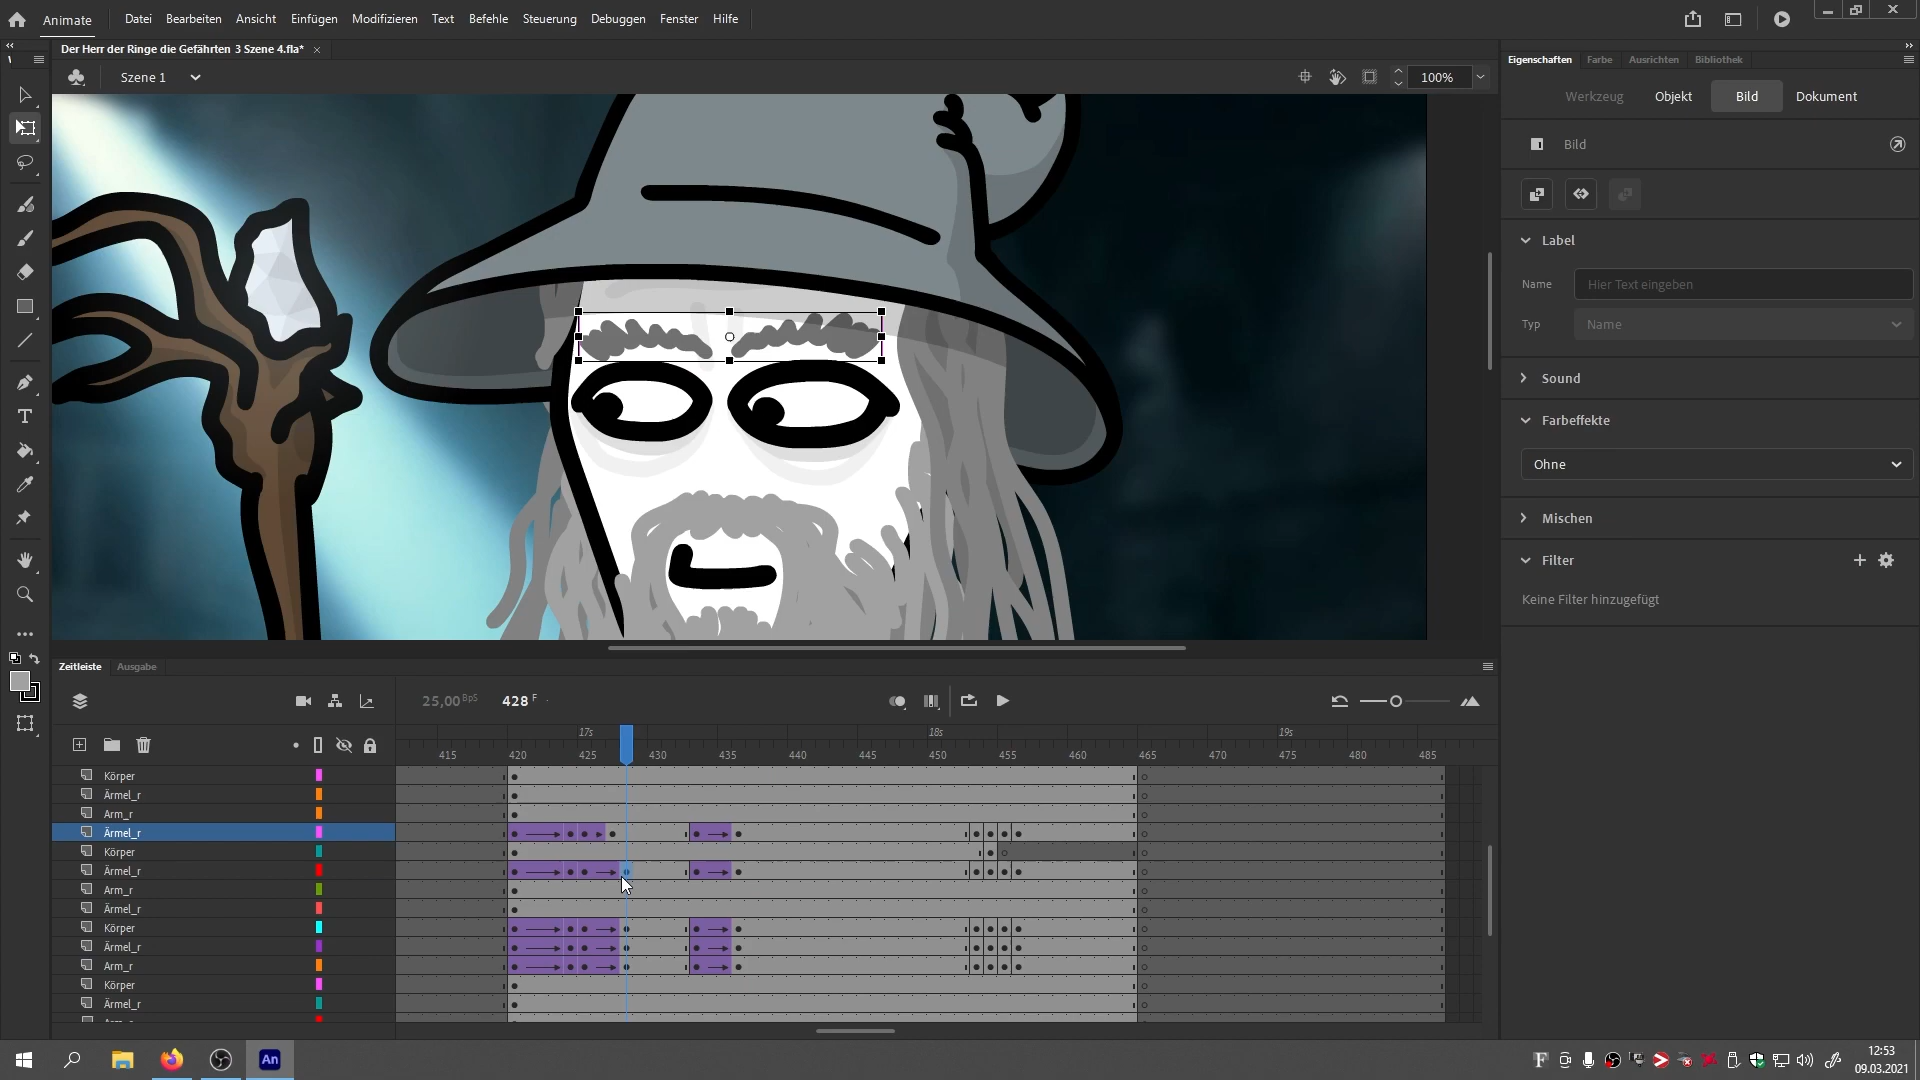 Animate
Datei Bearbeiten Ansicht Einfügen Modifizieren Text Befehle Steuerung Debuggen Fenster Hilfe
Der Herr der Ringe die Gefährten 3 Szene 4.fla* ×
Szene 1
100%
Eigenschaften Farbe Ausrichten Bibliothek
Werkzeug Objekt Bild Dokument
Bild
Label
Name Hier Text eingeben
Typ Name
Sound
Farbeffekte
Ohne
Mischen
Filter
Keine Filter hinzugefügt
Zeitleiste Ausgabe
25,00 BpS 428 F
17s 18s 19s
415 420 425 430 435 440 445 450 455 460 465 470 475 480 485
Körper
Ärmel_r
Arm_r
Ärmel_r
Körper
Ärmel_r
Arm_r
Ärmel_r
Körper
Ärmel_r
Arm_r
Körper
Ärmel_r
An
12:53
09.03.2021